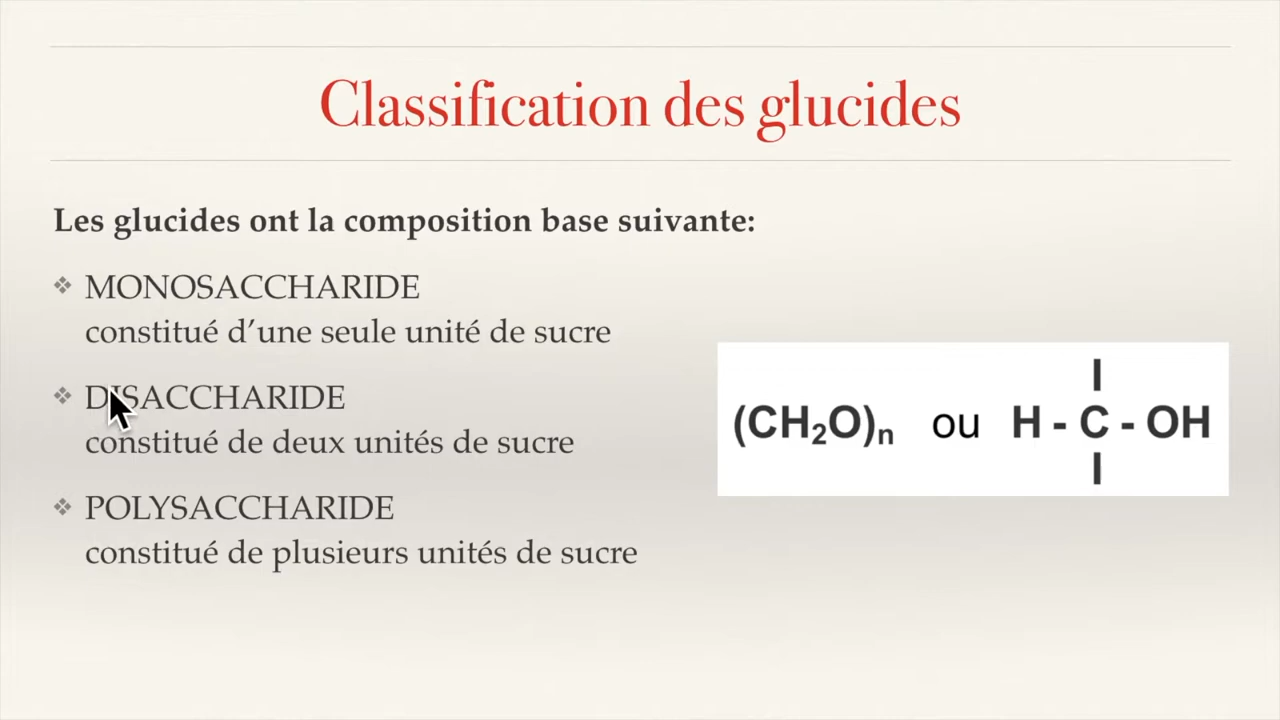 Classification des glucides
Les glucides ont la composition base suivante:
❖ MONOSACCHARIDE
constitué d’une seule unité de sucre
❖ DISACCHARIDE
constitué de deux unités de sucre
❖ POLYSACCHARIDE
constitué de plusieurs unités de sucre
(CH₂O)ₙ ou H - C - OH